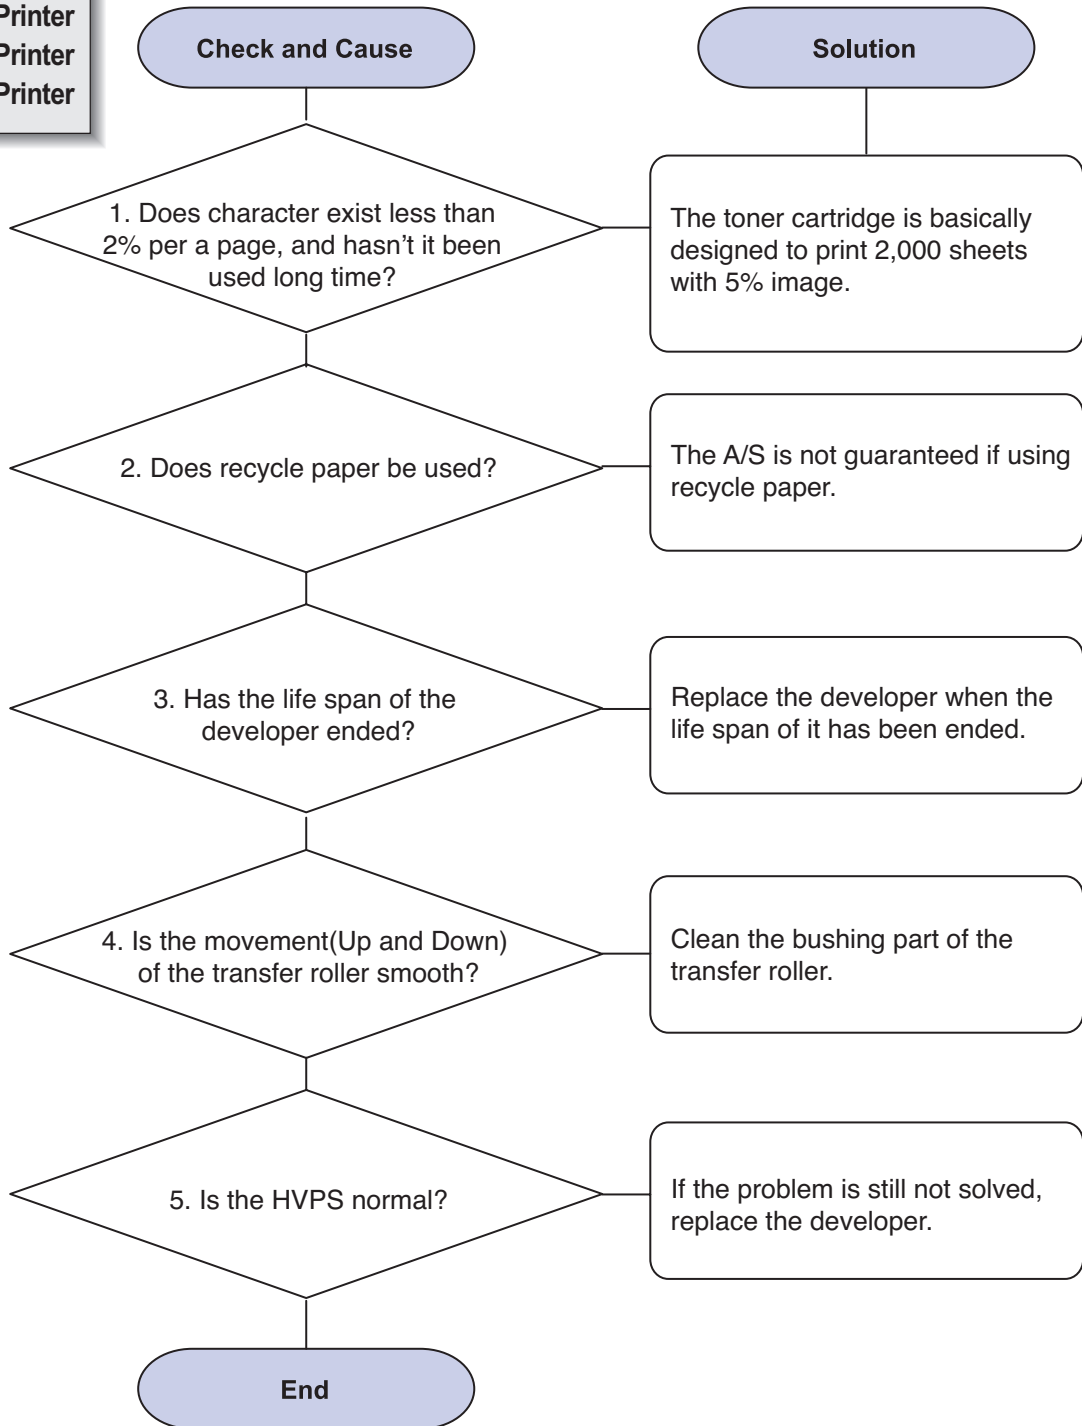 Printer
Printer
Printer
Check and Cause
Solution
1. Does character exist less than
2% per a page, and hasn't it been
used long time?
The toner cartridge is basically
designed to print 2,000 sheets
with 5% image.
2. Does recycle paper be used?
The A/S is not guaranteed if using
recycle paper.
3. Has the life span of the
developer ended?
Replace the developer when the
life span of it has been ended.
4. Is the movement(Up and Down)
of the transfer roller smooth?
Clean the bushing part of the
transfer roller.
5. Is the HVPS normal?
If the problem is still not solved,
replace the developer.
End